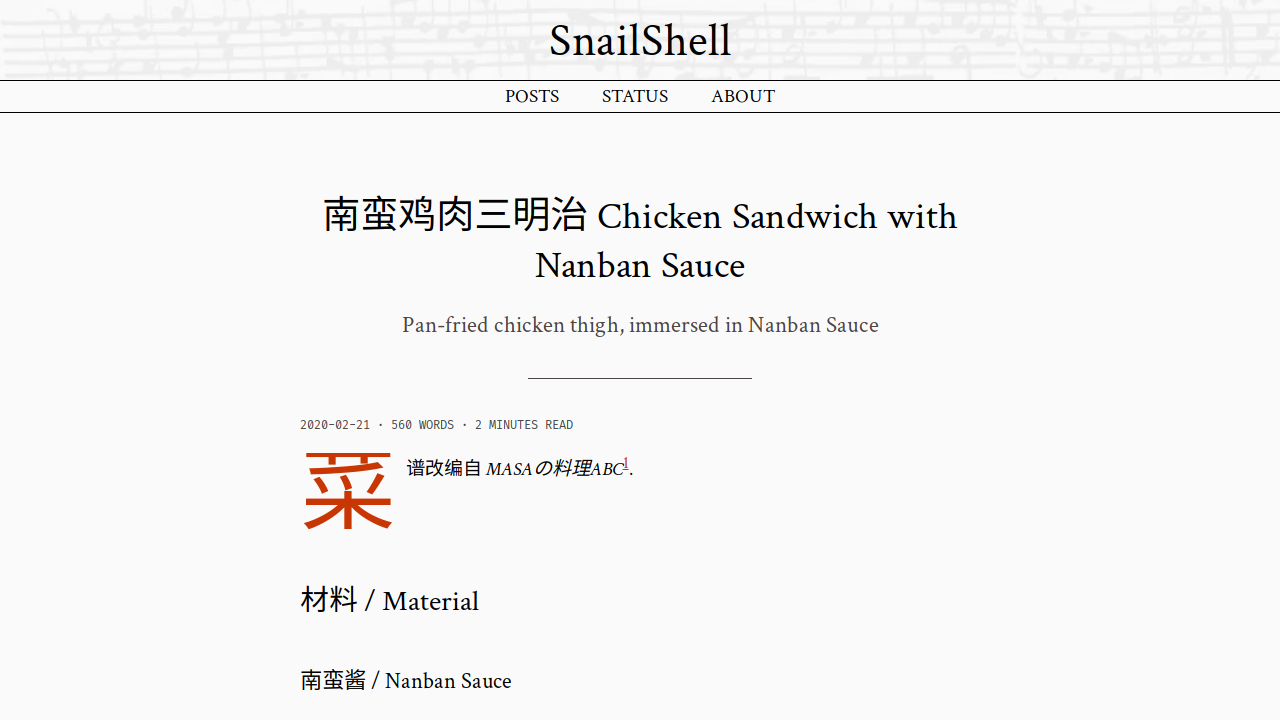 SnailShell
POSTS STATUS ABOUT
南蛮鸡肉三明治 Chicken Sandwich with
Nanban Sauce
Pan-fried chicken thigh, immersed in Nanban Sauce
2020-02-21 · 560 WORDS · 2 MINUTES READ
菜谱改编自 MASAの料理ABC1.
材料 / Material
南蛮酱 / Nanban Sauce